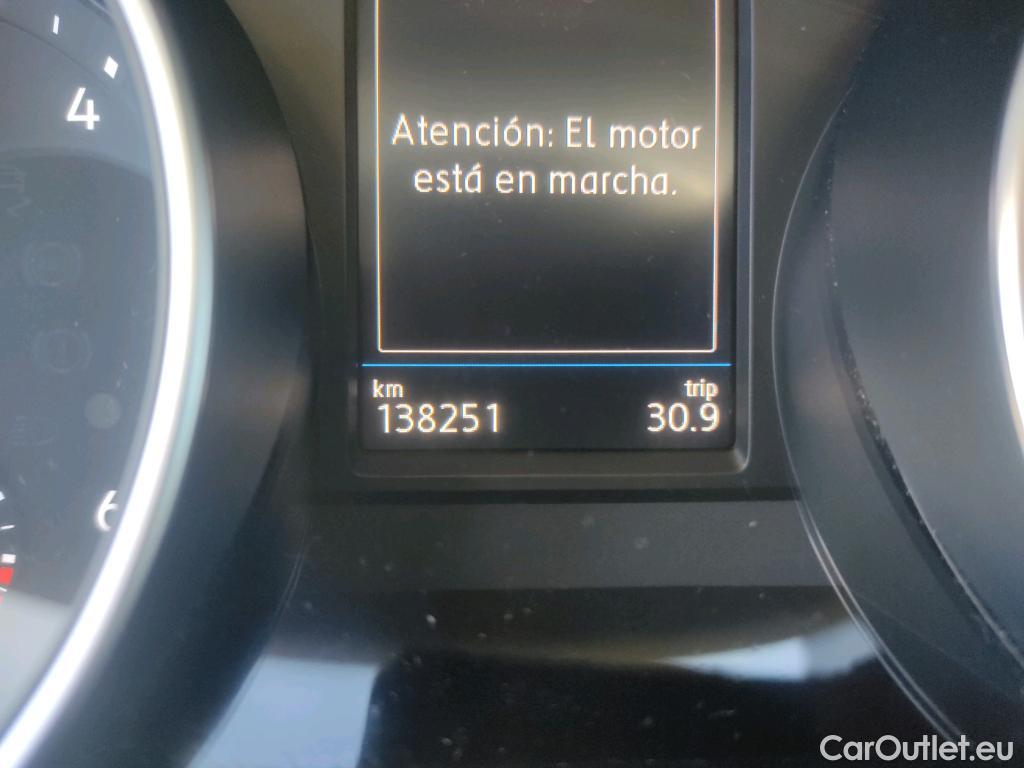 4
Atención: El motor
está en marcha.
km
trip
138251
30.9
6
CarOutlet.eu